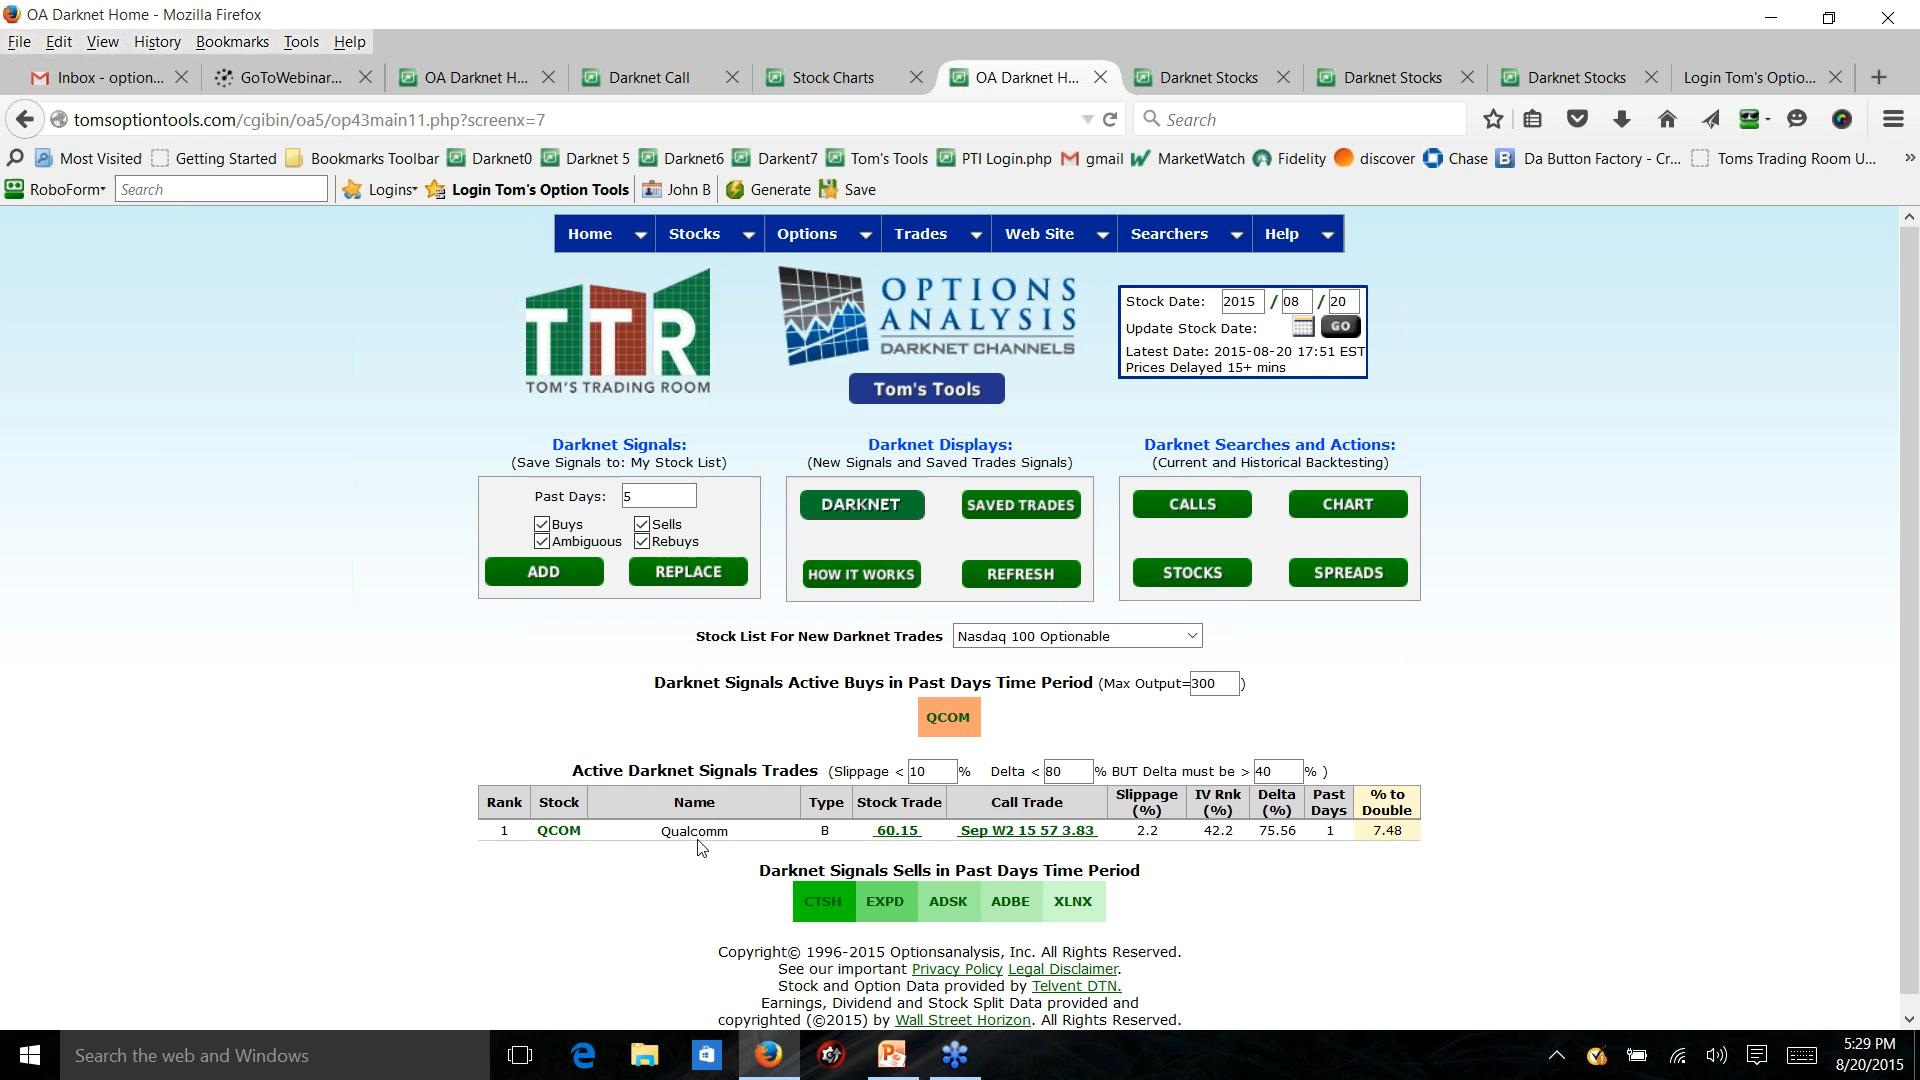 OA Darknet Home - Mozilla Firefox
File Edit View History Bookmarks Tools Help
Inbox - option... GoToWebinar... OA Darknet H... Darknet Call Stock Charts OA Darknet H... Darknet Stocks Darknet Stocks Darknet Stocks Login Tom's Optio...
tomsoptiontools.com/cgibin/oa5/op43main11.php?screenx=7 Search
Most Visited Getting Started Bookmarks Toolbar Darknet0 Darknet 5 Darknet6 Darkent7 Tom's Tools PTI Login.php gmail MarketWatch Fidelity discover Chase Da Button Factory - Cr... Toms Trading Room U... »
RoboForm Search Logins Login Tom's Option Tools John B Generate Save
Home Stocks Options Trades Web Site Searchers Help
TTR
TOM'S TRADING ROOM
OPTIONS
ANALYSIS
DARKNET CHANNELS
Tom's Tools
Stock Date: 2015 / 08 / 20
Update Stock Date: GO
Latest Date: 2015-08-20 17:51 EST
Prices Delayed 15+ mins
Darknet Signals: Darknet Displays: Darknet Searches and Actions:
(Save Signals to: My Stock List) (New Signals and Saved Trades Signals) (Current and Historical Backtesting)
Past Days: 5
Buys Sells
Ambiguous Rebuys
ADD REPLACE
DARKNET SAVED TRADES
HOW IT WORKS REFRESH
CALLS CHART
STOCKS SPREADS
Stock List For New Darknet Trades Nasdaq 100 Optionable
Darknet Signals Active Buys in Past Days Time Period (Max Output=300)
QCOM
Active Darknet Signals Trades (Slippage < 10% Delta < 80% BUT Delta must be > 40% )
Rank Stock Name Type Stock Trade Call Trade Slippage (%) IV Rnk (%) Delta (%) Past Days % to Double
1 QCOM Qualcomm B 60.15 Sep W2 15 57 3.83 2.2 42.2 75.56 1 7.48
Darknet Signals Sells in Past Days Time Period
CTSH EXPD ADSK ADBE XLNX
Copyright© 1996-2015 Optionsanalysis, Inc. All Rights Reserved.
See our important Privacy Policy Legal Disclaimer.
Stock and Option Data provided by Telvent DTN.
Earnings, Dividend and Stock Split Data provided and
copyrighted (©2015) by Wall Street Horizon. All Rights Reserved.
Search the web and Windows
5:29 PM
8/20/2015